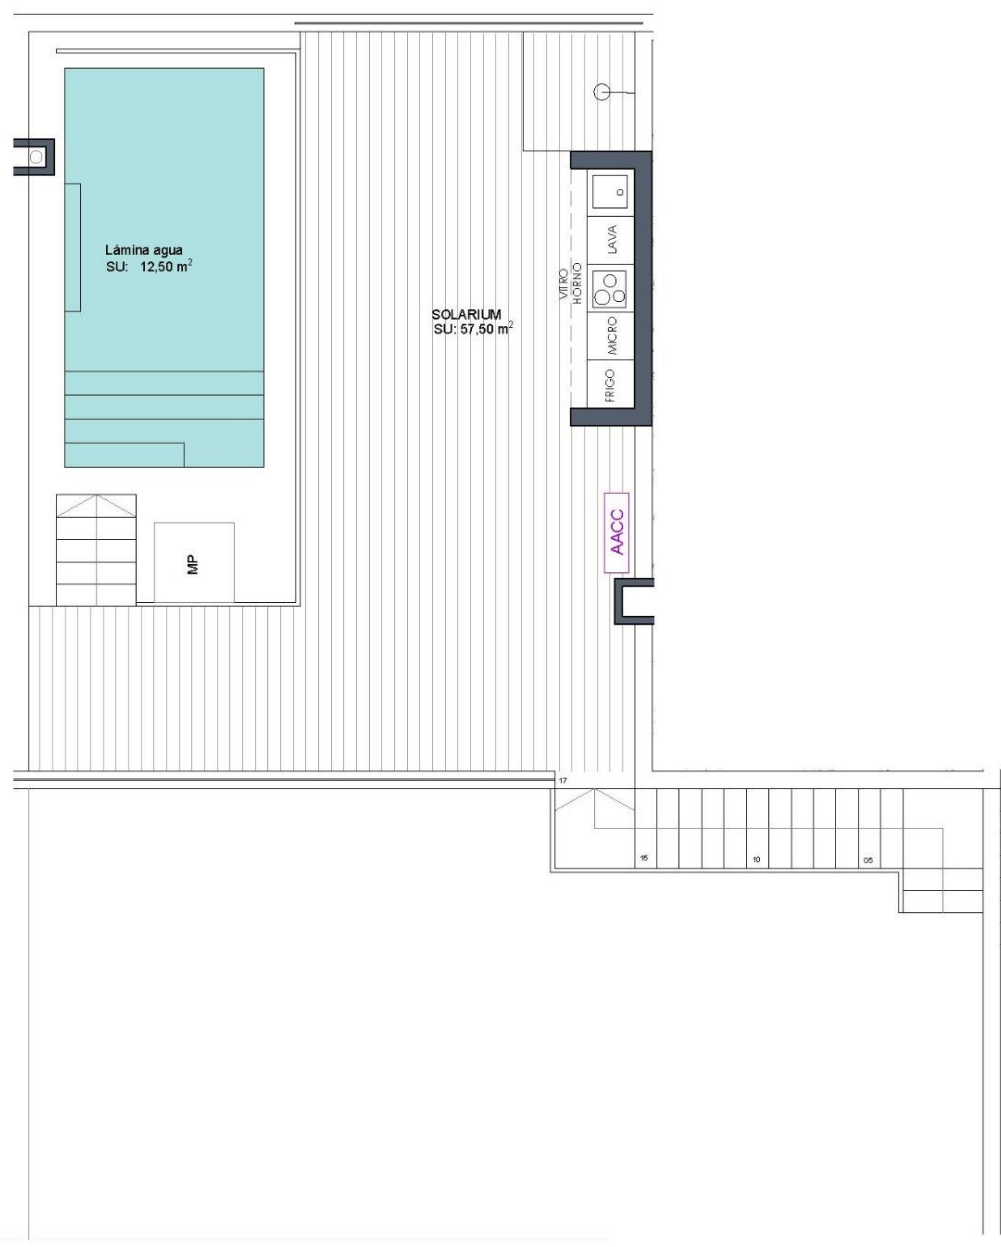 Lámina agua
SU: 12,50 m²
SOLARIUM
SU: 57,50 m²
LAVA
VITRO
HORNO
MICRO
FRIGO
AACC
MP
17
15
10
05